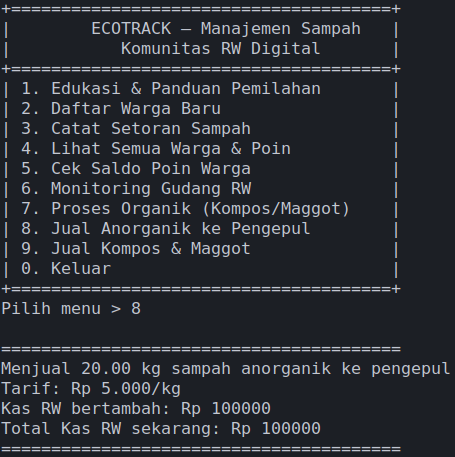 +======================================+
|        ECOTRACK — Manajemen Sampah   |
|           Komunitas RW Digital       |
+======================================+
| 1. Edukasi & Panduan Pemilahan       |
| 2. Daftar Warga Baru                 |
| 3. Catat Setoran Sampah              |
| 4. Lihat Semua Warga & Poin          |
| 5. Cek Saldo Poin Warga              |
| 6. Monitoring Gudang RW              |
| 7. Proses Organik (Kompos/Maggot)    |
| 8. Jual Anorganik ke Pengepul        |
| 9. Jual Kompos & Maggot              |
| 0. Keluar                            |
+======================================+
Pilih menu > 8

========================================
Menjual 20.00 kg sampah anorganik ke pengepul
Tarif: Rp 5.000/kg
Kas RW bertambah: Rp 100000
Total Kas RW sekarang: Rp 100000
========================================